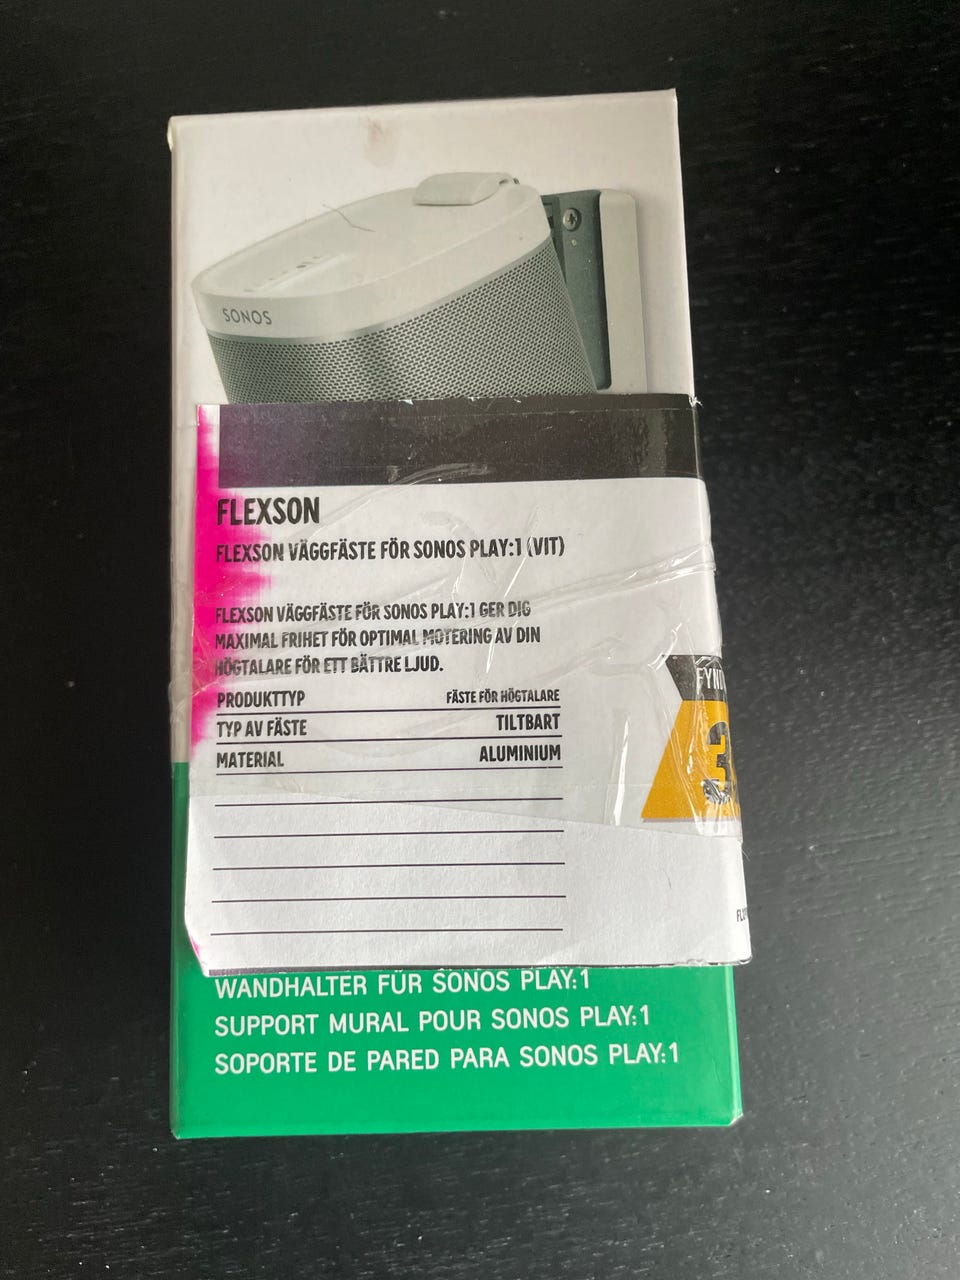 SONOS
FLEXSON
FLEXSON VÄGGFÄSTE FÖR SONOS PLAY:1 (VIT)
FLEXSON VÄGGFÄSTE FÖR SONOS PLAY:1 GER DIG
MAXIMAL FRIHET FÖR OPTIMAL MOTERING AV DIN
HÖGTALARE FÖR ETT BÄTTRE LJUD.
PRODUKTTYP FÄSTE FÖR HÖGTALARE
TYP AV FÄSTE TILTBART
MATERIAL ALUMINIUM
3
WANDHALTER FÜR SONOS PLAY:1
SUPPORT MURAL POUR SONOS PLAY:1
SOPORTE DE PARED PARA SONOS PLAY:1